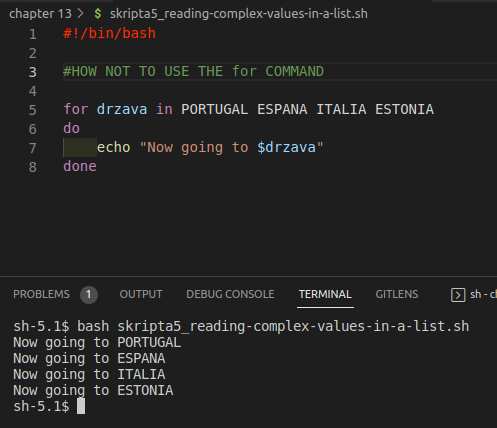 chapter 13 > $ skripta5_reading-complex-values-in-a-list.sh
1 #!/bin/bash
2
3 #HOW NOT TO USE THE for COMMAND
4
5 for drzava in PORTUGAL ESPANA ITALIA ESTONIA
6 do
7     echo "Now going to $drzava"
8 done
PROBLEMS 1 OUTPUT DEBUG CONSOLE TERMINAL GITLENS sh - c
sh-5.1$ bash skripta5_reading-complex-values-in-a-list.sh
Now going to PORTUGAL
Now going to ESPANA
Now going to ITALIA
Now going to ESTONIA
sh-5.1$